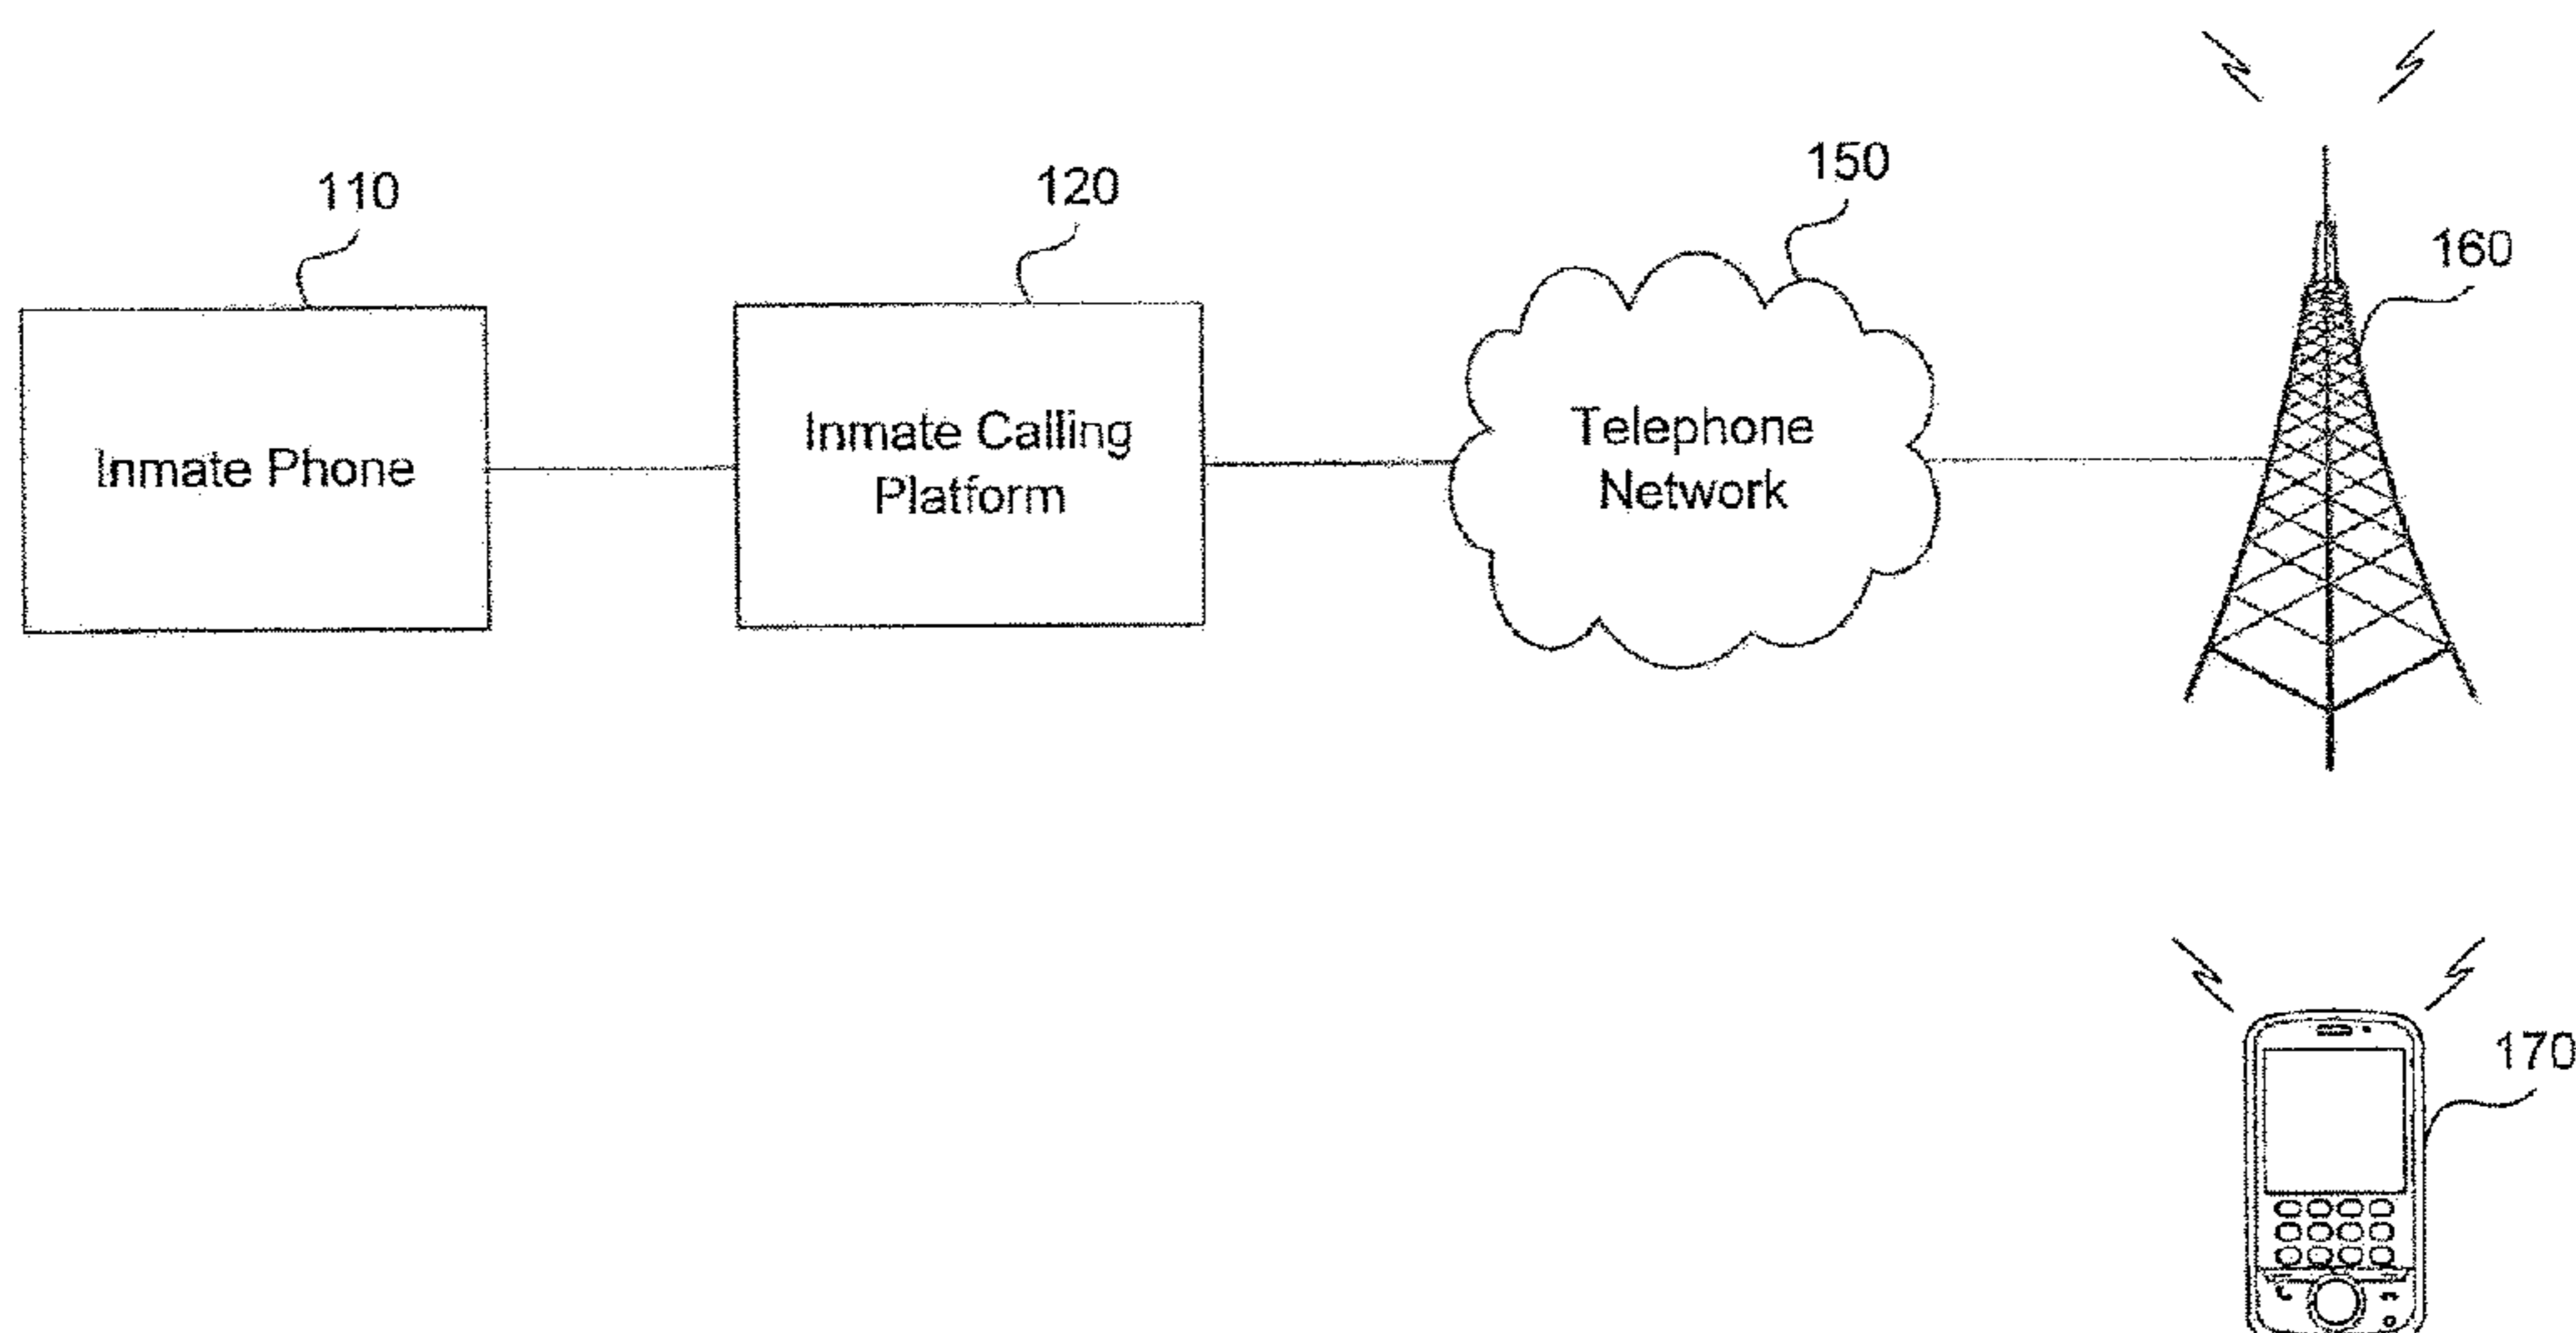 110
120
150
160
Inmate Phone
Inmate Calling
Platform
Telephone
Network
170